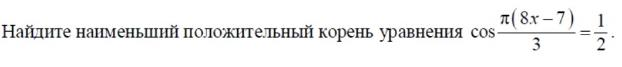 Найдите наименьший положительный корень уравнения cos π(8x − 7)/3 = 1/2.